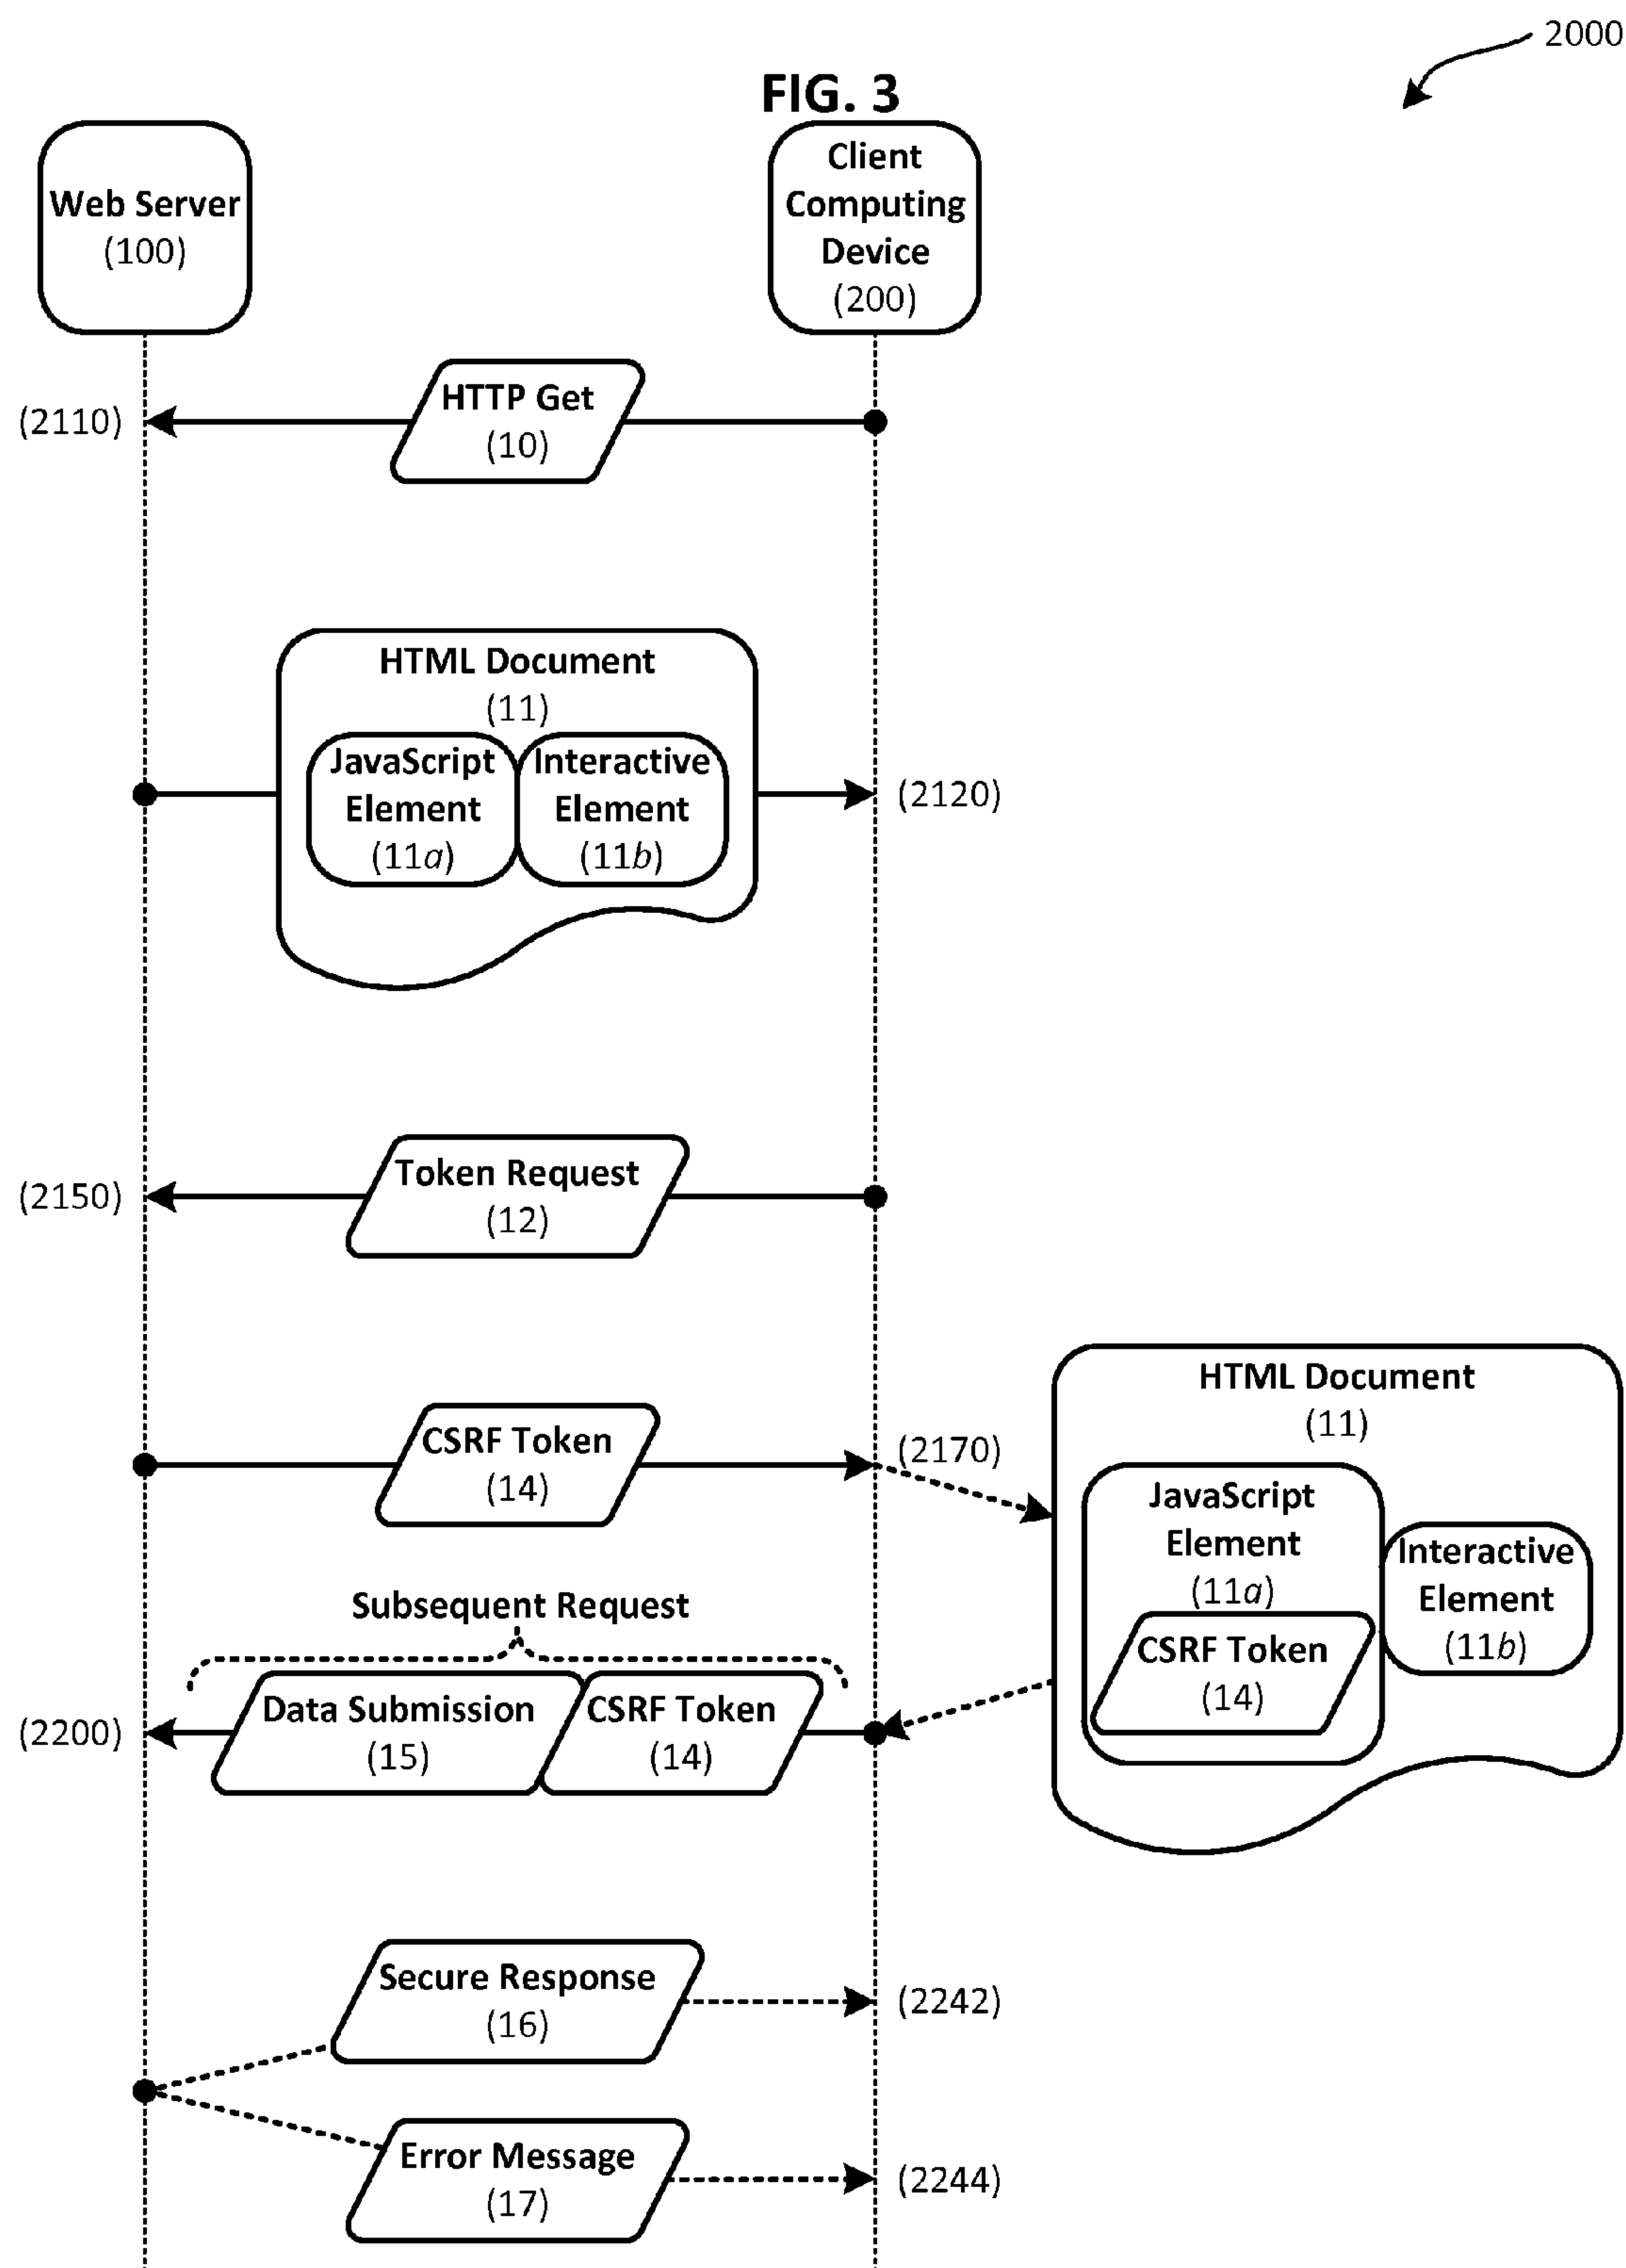 2000
FIG. 3
Web Server
(100)
Client
Computing
Device
(200)
HTTP Get
(10)
(2110)
HTML Document
(11)
JavaScript
Element
(11a)
Interactive
Element
(11b)
(2120)
Token Request
(12)
(2150)
CSRF Token
(14)
(2170)
HTML Document
(11)
JavaScript
Element
(11a)
CSRF Token
(14)
Interactive
Element
(11b)
Subsequent Request
Data Submission
(15)
CSRF Token
(14)
(2200)
Secure Response
(16)
(2242)
Error Message
(17)
(2244)